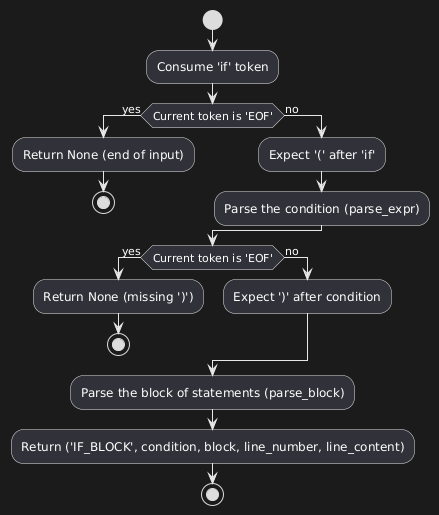 Consume 'if' token
yes
Current token is 'EOF'
no
Return None (end of input)
Expect '(' after 'if'
Parse the condition (parse_expr)
yes
Current token is 'EOF'
no
Return None (missing ')')
Expect ')' after condition
Parse the block of statements (parse_block)
Return ('IF_BLOCK', condition, block, line_number, line_content)